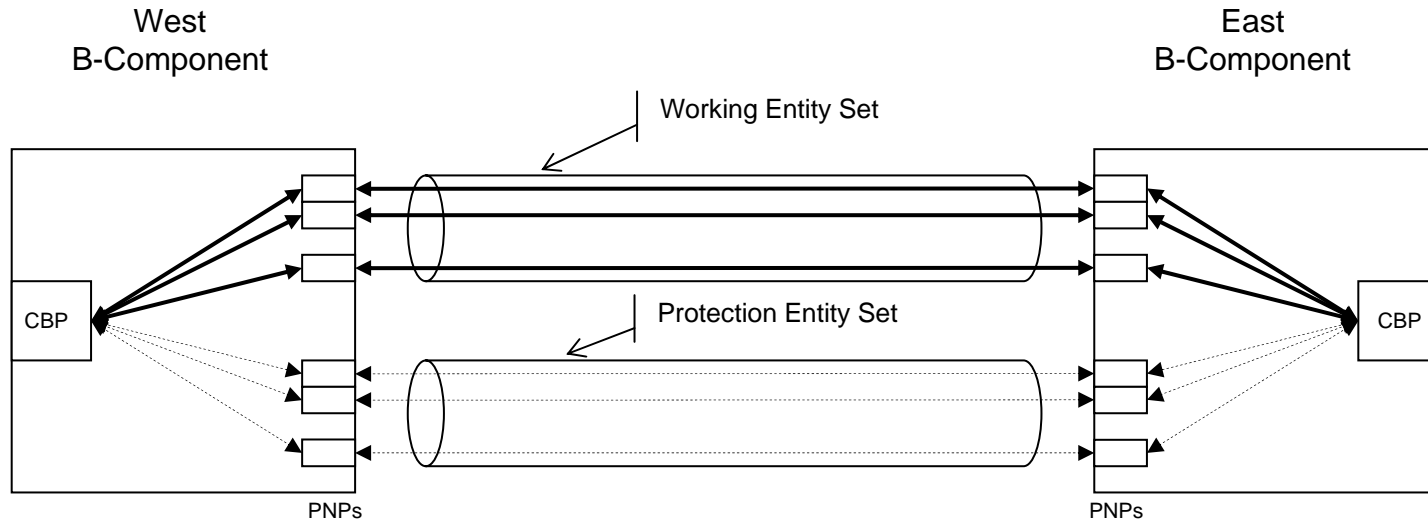 West
B-Component
East
B-Component
Working Entity Set
CBP
Protection Entity Set
CBP
PNPs
PNPs